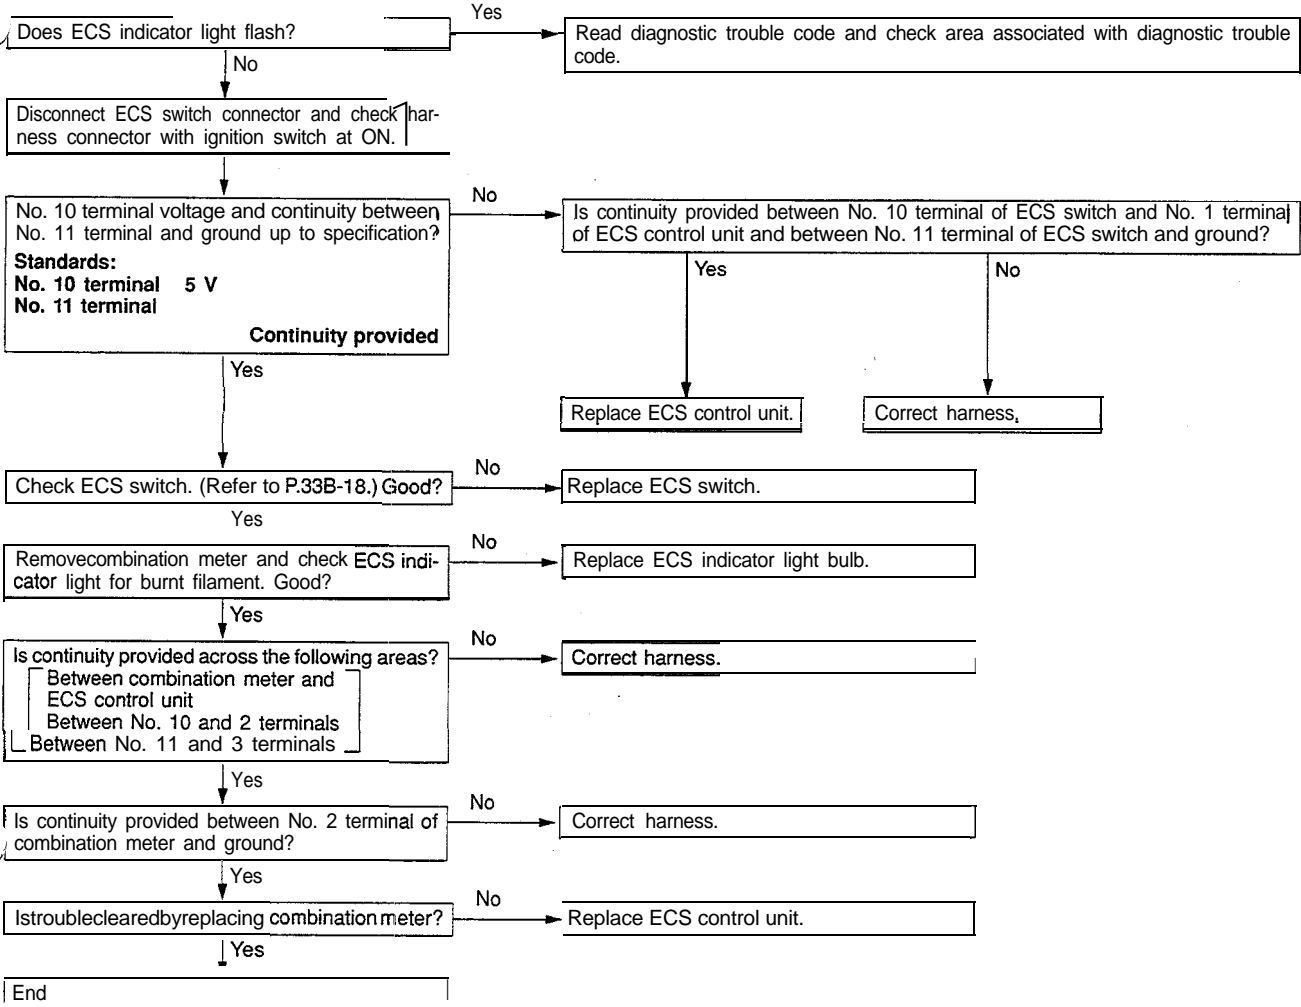 Yes
Does ECS indicator light flash?
Read diagnostic trouble code and check area associated with diagnostic trouble
code.
No
Disconnect ECS switch connector and check har-
ness connector with ignition switch at ON.
No
No. 10 terminal voltage and continuity between
No. 11 terminal and ground up to specification?
Standards:
No. 10 terminal 5 V
No. 11 terminal
Continuity provided
Is continuity provided between No. 10 terminal of ECS switch and No. 1 terminal
of ECS control unit and between No. 11 terminal of ECS switch and ground?
Yes
No
Yes
Replace ECS control unit.
Correct harness.
No
Check ECS switch. (Refer to P.33B-18.) Good?
Replace ECS switch.
Yes
No
Removecombination meter and check ECS indi-
cator light for burnt filament. Good?
Replace ECS indicator light bulb.
Yes
No
Is continuity provided across the following areas?
Between combination meter and
ECS control unit
Between No. 10 and 2 terminals
Between No. 11 and 3 terminals
Correct harness.
Yes
No
Is continuity provided between No. 2 terminal of
combination meter and ground?
Correct harness.
Yes
No
Istroubleclearedbyreplacing combination meter?
Replace ECS control unit.
Yes
End